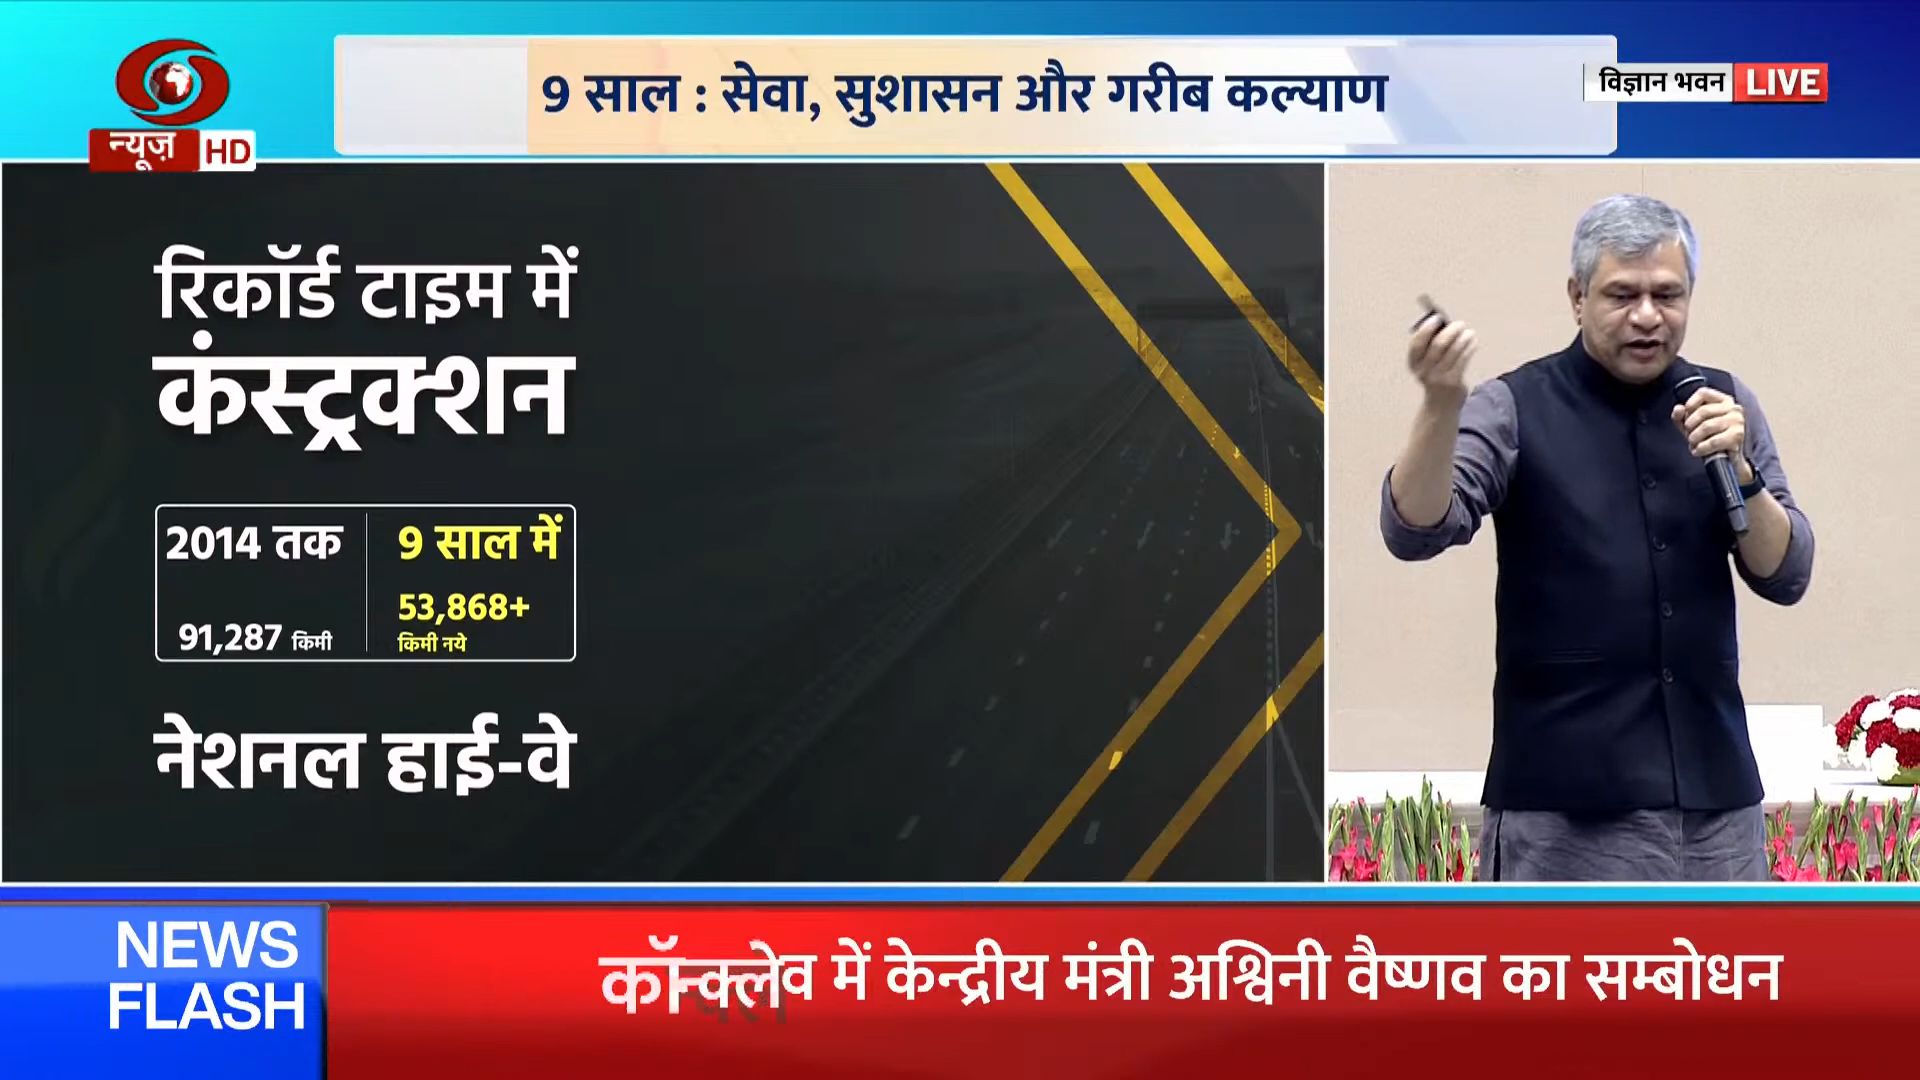 9 साल : सेवा, सुशासन और गरीब कल्याण
विज्ञान भवन LIVE
न्यूज़ HD
रिकॉर्ड टाइम में
कंस्ट्रक्शन
2014 तक
9 साल में
91,287 किमी
53,868+
किमी नये
नेशनल हाई-वे
NEWS
FLASH
कॉन्क्लेव में केन्द्रीय मंत्री अश्विनी वैष्णव का सम्बोधन